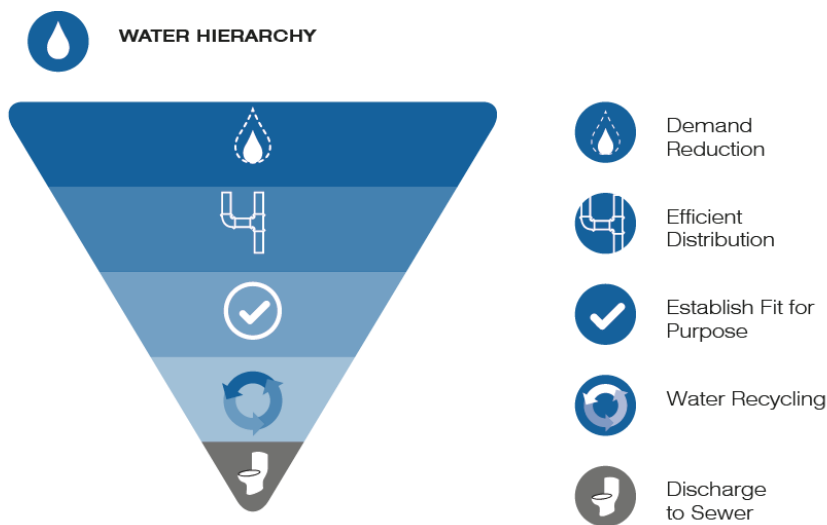 WATER HIERARCHY
Demand
Reduction
Efficient
Distribution
Establish Fit for
Purpose
Water Recycling
Discharge
to Sewer